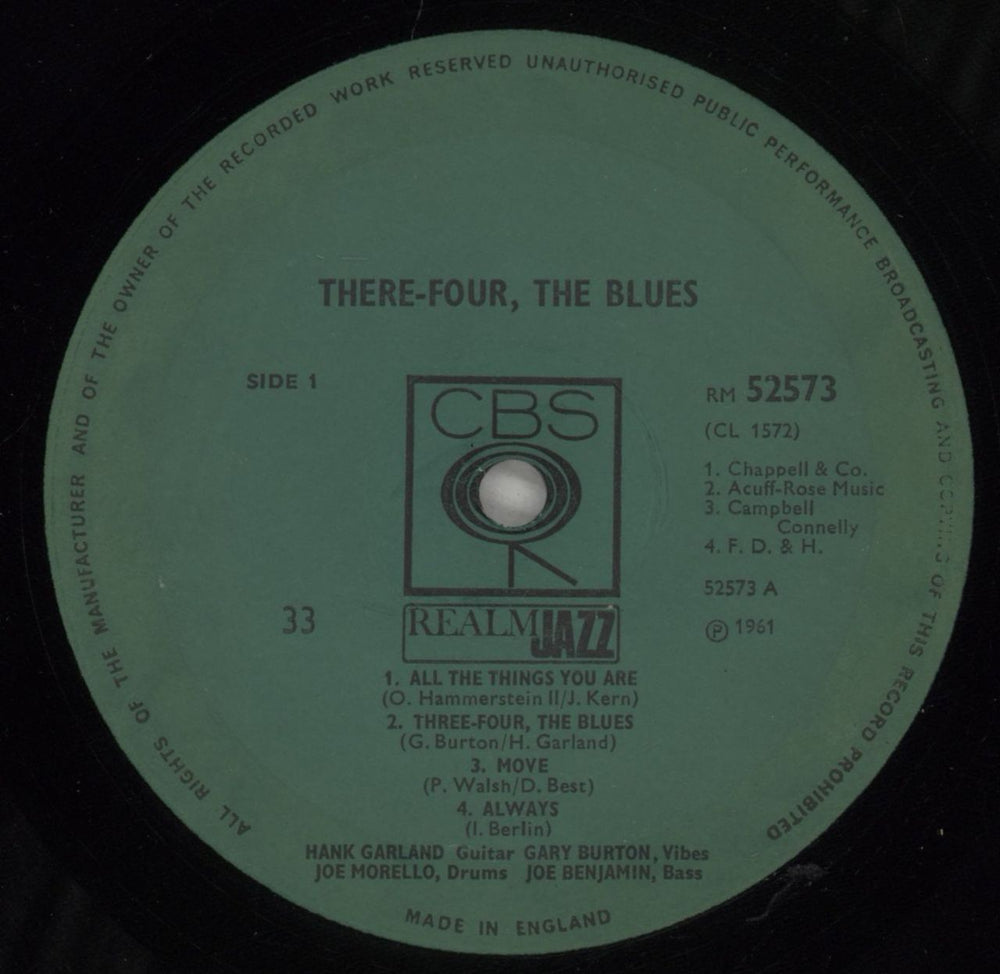 ALL RIGHTS OF THE MANUFACTURER AND OF THE OWNER OF THE RECORDED WORK RESERVED UNAUTHORISED PUBLIC PERFORMANCE BROADCASTING AND COPYING OF THIS RECORD PROHIBITED
THERE-FOUR, THE BLUES
SIDE 1
CBS
RM 52573
(CL 1572)
1. Chappell & Co.
2. Acuff-Rose Music
3. Campbell
Connelly
4. F. D. & H.
52573 A
33
℗ 1961
REALM JAZZ
1. ALL THE THINGS YOU ARE
(O. Hammerstein II/J. Kern)
2. THREE-FOUR, THE BLUES
(G. Burton/H. Garland)
3. MOVE
(P. Walsh/D. Best)
4. ALWAYS
(I. Berlin)
HANK GARLAND Guitar GARY BURTON, Vibes
JOE MORELLO, Drums JOE BENJAMIN, Bass
MADE IN ENGLAND